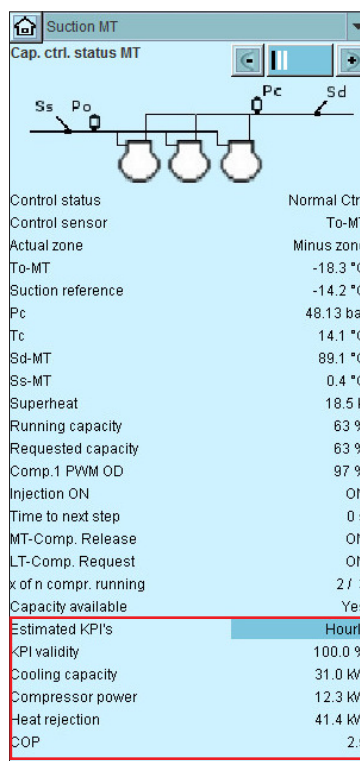 Suction MT
Cap. ctrl. status MT
Pc Sd
Ss Po
Control status Normal Ctr
Control sensor To-M
Actual zone Minus zon
To-MT -18.3 °
Suction reference -14.2 °
Pc 48.13 ba
Tc 14.1 °
Sd-MT 89.1 °
Ss-MT 0.4 °
Superheat 18.5
Running capacity 63 %
Requested capacity 63 %
Comp.1 PWM OD 97 %
Injection ON O
Time to next step 0
MT-Comp. Release O
LT-Comp. Request O
x of n compr. running 2 /
Capacity available Ye
Estimated KPI's Hourl
KPI validity 100.0 %
Cooling capacity 31.0 k
Compressor power 12.3 k
Heat rejection 41.4 k
COP 2.